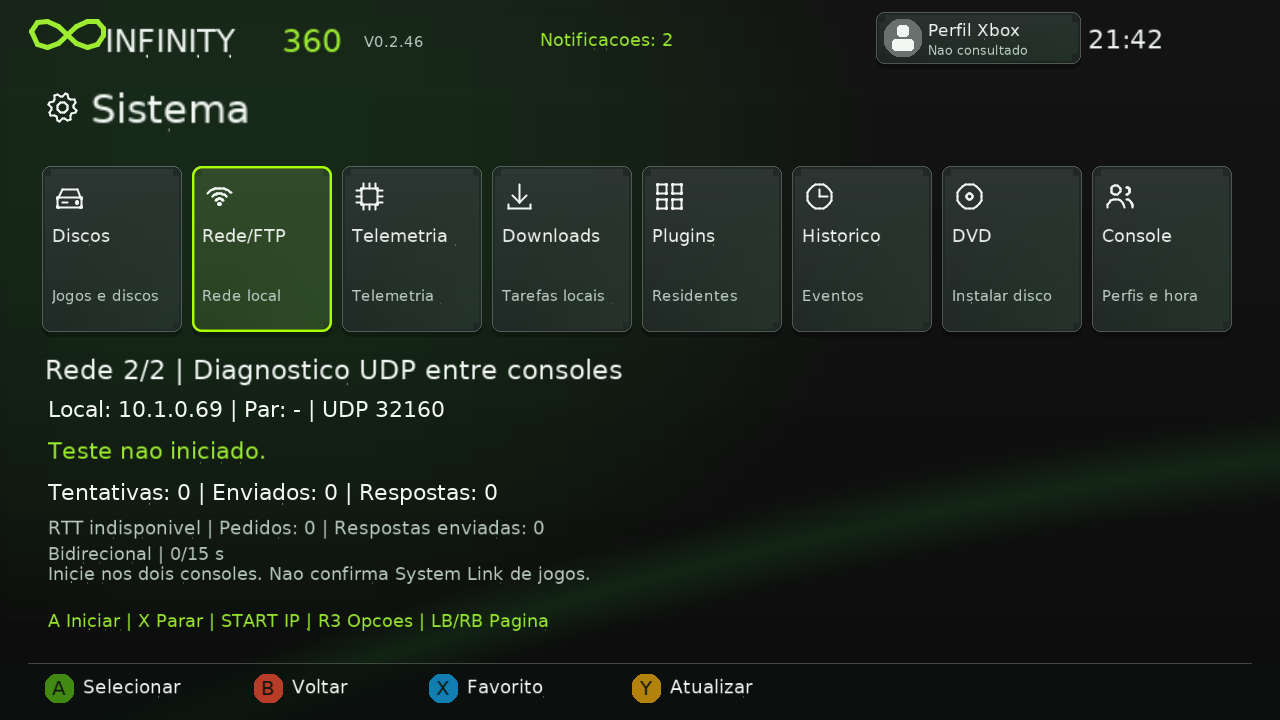 INFINITY 360 V0.2.46 Notificacoes: 2
Perfil Xbox
Nao consultado
21:42
Sistema
Discos
Jogos e discos
Rede/FTP
Rede local
Telemetria
Telemetria
Downloads
Tarefas locais
Plugins
Residentes
Historico
Eventos
DVD
Instalar disco
Console
Perfis e hora
Rede 2/2 | Diagnostico UDP entre consoles
Local: 10.1.0.69 | Par: - | UDP 32160
Teste nao iniciado.
Tentativas: 0 | Enviados: 0 | Respostas: 0
RTT indisponivel | Pedidos: 0 | Respostas enviadas: 0
Bidirecional | 0/15 s
Inicie nos dois consoles. Nao confirma System Link de jogos.
A Iniciar | X Parar | START IP | R3 Opcoes | LB/RB Pagina
A Selecionar B Voltar X Favorito Y Atualizar